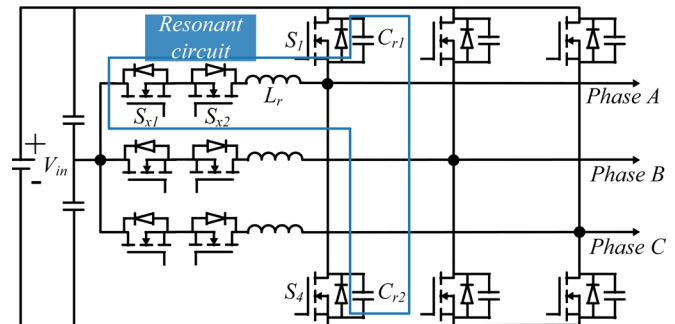 Resonant
circuit
S1
Cr1
Lr
Phase A
Sx1
Sx2
+
Vin
-
Phase B
Phase C
S4
Cr2